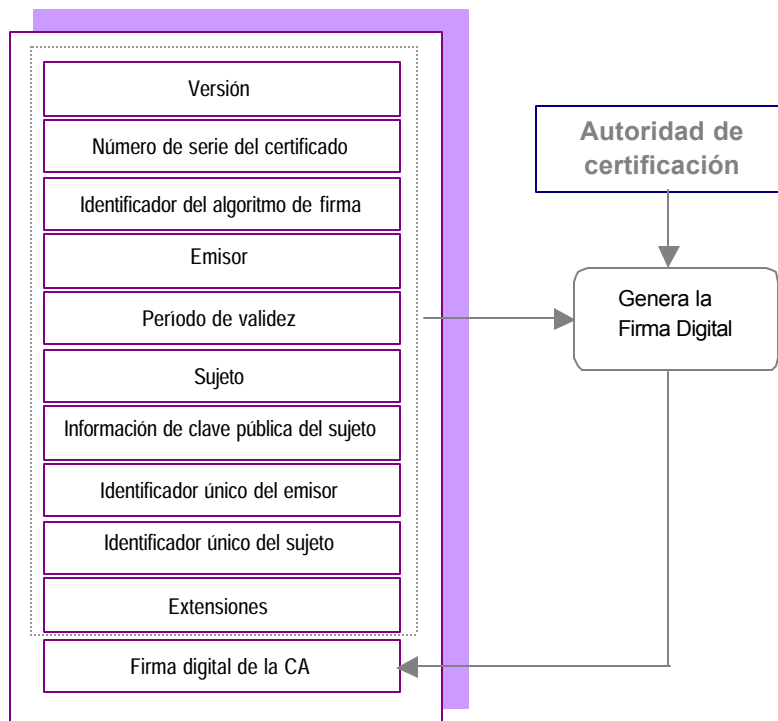 Versión
Número de serie del certificado
Identificador del algoritmo de firma
Emisor
Período de validez
Sujeto
Información de clave pública del sujeto
Identificador único del emisor
Identificador único del sujeto
Extensiones
Firma digital de la CA
Autoridad de
certificación
Genera la
Firma Digital